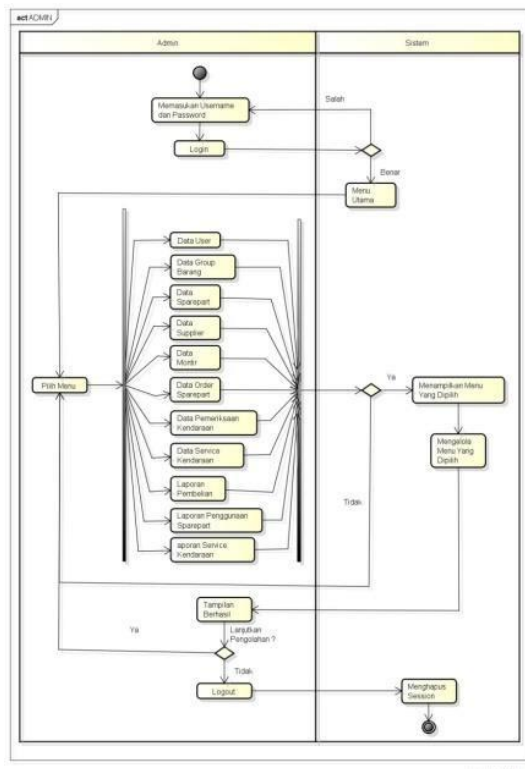 act ADMIN
Admin
Sistem
Memasukan Username
dan Password
Salah
Login
Benar
Menu
Utama
Data User
Data Group
Barang
Data
Sparepart
Data
Supplier
Data
Montir
Pilih Menu
Data Order
Sparepart
Ya
Menampilkan Menu
Yang Dipilih
Data Pemeriksaan
Kendaraan
Mengelola
Menu Yang
Dipilih
Data Service
Kendaraan
Laporan
Pembelian
Tidak
Laporan Penggunaan
Sparepart
aporan Service
Kendaraan
Tampilan
Berhasil
Ya
Lanjutkan
Pengolahan ?
Tidak
Logout
Menghapus
Session